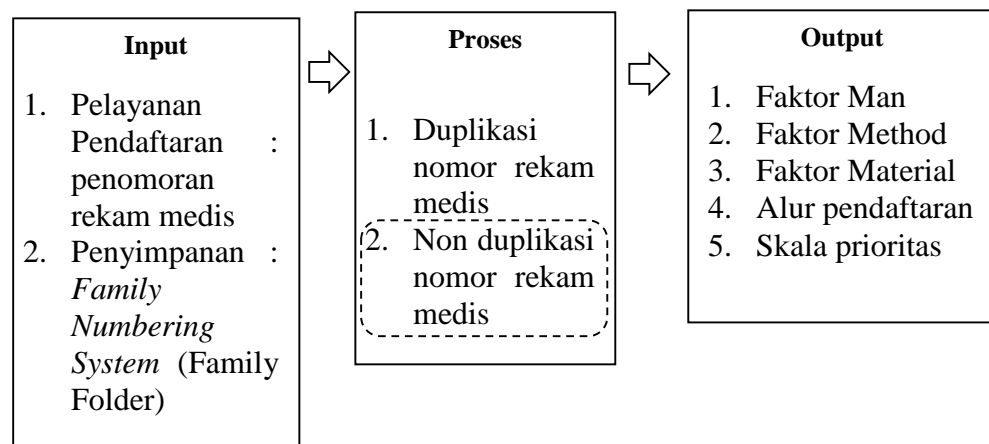 Input
1. Pelayanan
Pendaftaran :
penomoran
rekam medis
2. Penyimpanan :
Family
Numbering
System (Family
Folder)
Proses
1. Duplikasi
nomor rekam
medis
2. Non duplikasi
nomor rekam
medis
Output
1. Faktor Man
2. Faktor Method
3. Faktor Material
4. Alur pendaftaran
5. Skala prioritas